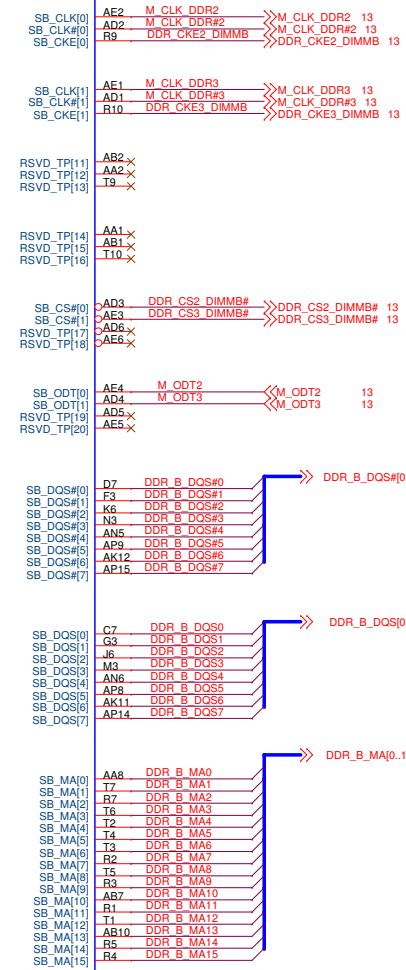 SB_CLK[0] AE2 M_CLK_DDR2 M_CLK_DDR2 13
SB_CLK#[0] AD2 M_CLK_DDR#2 M_CLK_DDR#2 13
SB_CKE[0] R9 DDR_CKE2_DIMMB DDR_CKE2_DIMMB 13
SB_CLK[1] AE1 M_CLK_DDR3 M_CLK_DDR3 13
SB_CLK#[1] AD1 M_CLK_DDR#3 M_CLK_DDR#3 13
SB_CKE[1] R10 DDR_CKE3_DIMMB DDR_CKE3_DIMMB 13
RSVD_TP[11] AB2
RSVD_TP[12] AA2
RSVD_TP[13] T9
RSVD_TP[14] AA1
RSVD_TP[15] AB1
RSVD_TP[16] T10
SB_CS#[0] AD3 DDR_CS2_DIMMB# DDR_CS2_DIMMB# 13
SB_CS#[1] AE3 DDR_CS3_DIMMB# DDR_CS3_DIMMB# 13
RSVD_TP[17] AD6
RSVD_TP[18] AE6
SB_ODT[0] AE4 M_ODT2 M_ODT2 13
SB_ODT[1] AD4 M_ODT3 M_ODT3 13
RSVD_TP[19] AD5
RSVD_TP[20] AE5
DDR_B_DQS#[0
SB_DQS#[0] D7 DDR_B_DQS#0
SB_DQS#[1] F3 DDR_B_DQS#1
SB_DQS#[2] K6 DDR_B_DQS#2
SB_DQS#[3] N3 DDR_B_DQS#3
SB_DQS#[4] AN5 DDR_B_DQS#4
SB_DQS#[5] AP9 DDR_B_DQS#5
SB_DQS#[6] AK12 DDR_B_DQS#6
SB_DQS#[7] AP15 DDR_B_DQS#7
DDR_B_DQS[0
SB_DQS[0] C7 DDR_B_DQS0
SB_DQS[1] G3 DDR_B_DQS1
SB_DQS[2] J6 DDR_B_DQS2
SB_DQS[3] M3 DDR_B_DQS3
SB_DQS[4] AN6 DDR_B_DQS4
SB_DQS[5] AP8 DDR_B_DQS5
SB_DQS[6] AK11 DDR_B_DQS6
SB_DQS[7] AP14 DDR_B_DQS7
DDR_B_MA[0..1
SB_MA[0] AA8 DDR_B_MA0
SB_MA[1] T7 DDR_B_MA1
SB_MA[2] R7 DDR_B_MA2
SB_MA[3] T6 DDR_B_MA3
SB_MA[4] T2 DDR_B_MA4
SB_MA[5] T4 DDR_B_MA5
SB_MA[6] T3 DDR_B_MA6
SB_MA[7] R2 DDR_B_MA7
SB_MA[8] T5 DDR_B_MA8
SB_MA[9] R3 DDR_B_MA9
SB_MA[10] AB7 DDR_B_MA10
SB_MA[11] R1 DDR_B_MA11
SB_MA[12] T1 DDR_B_MA12
SB_MA[13] AB10 DDR_B_MA13
SB_MA[14] R5 DDR_B_MA14
SB_MA[15] R4 DDR_B_MA15